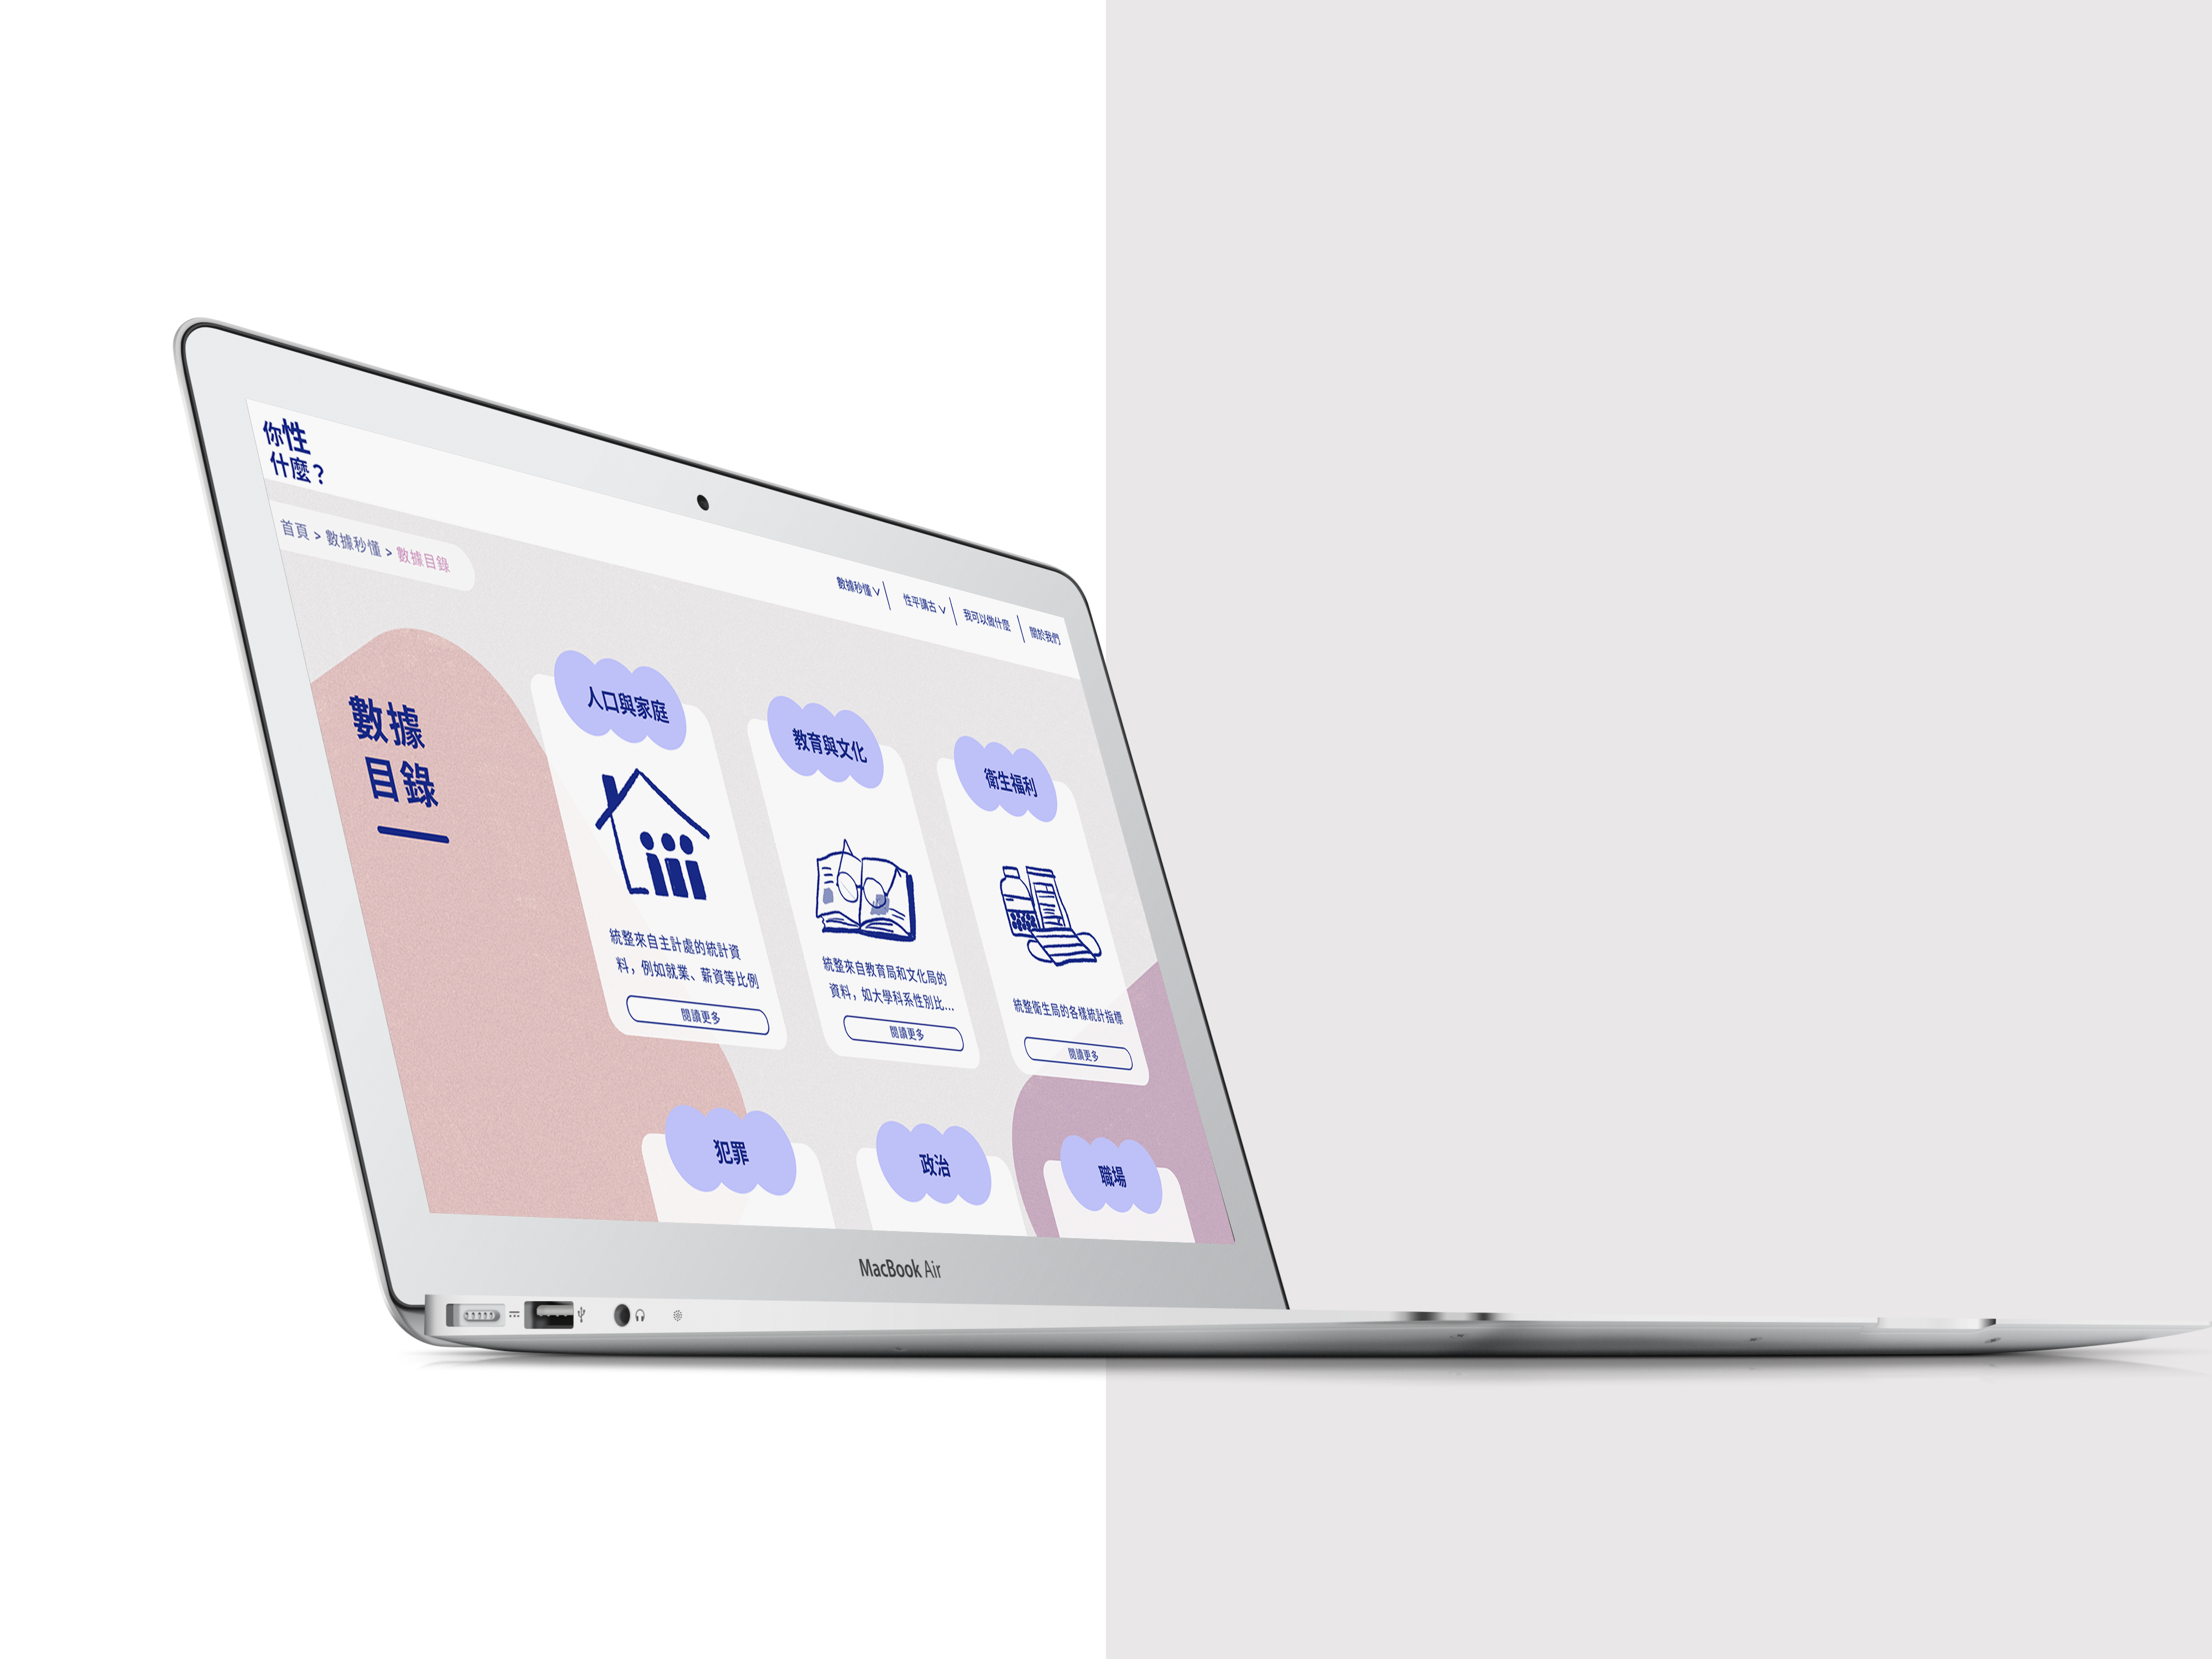 你性
什麼？
數據秒懂
性平講古
我可以做什麼
關於我們
首頁 > 數據秒懂 > 數據目錄
數據
目錄
人口與家庭
統整來自主計處的統計資
料，例如就業、薪資等比例
閱讀更多
教育與文化
統整來自教育局和文化局的
資料，如大學科系性別比...
閱讀更多
衛生福利
統整衛生局的各樣統計指標
閱讀更多
犯罪
政治
職場
MacBook Air